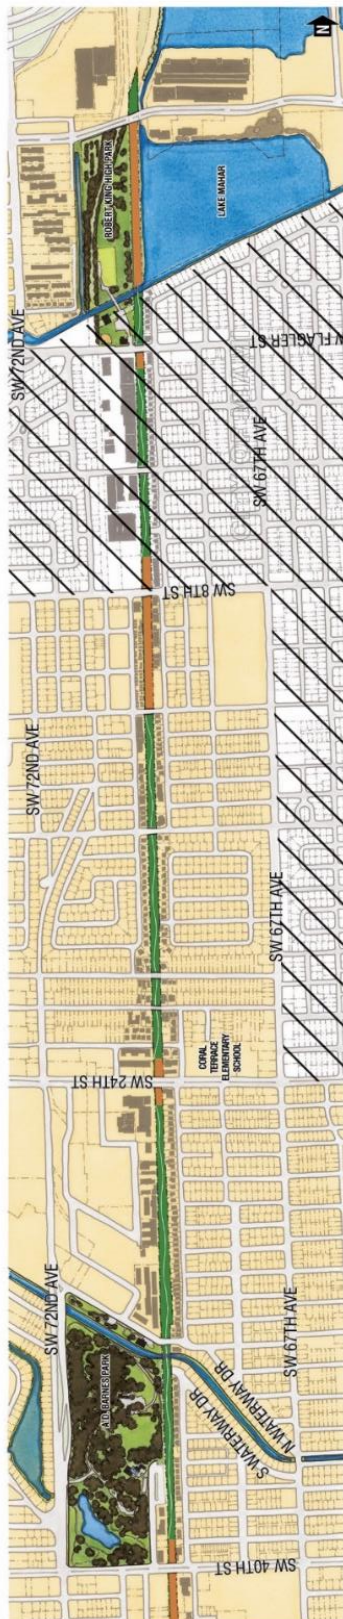 N
ROBERT KING HIGH PARK
LAKE MAHAR
SW 72ND AVE
W FLAGLER ST
SW 67TH AVE
SW 8TH ST
SW 72ND AVE
SW 67TH AVE
CORAL
TERRACE
ELEMENTARY
SCHOOL
SW 24TH ST
SW 72ND AVE
A.D. BARNES PARK
SW 67TH AVE
N WATERWAY DR
S WATERWAY DR
SW 40TH ST